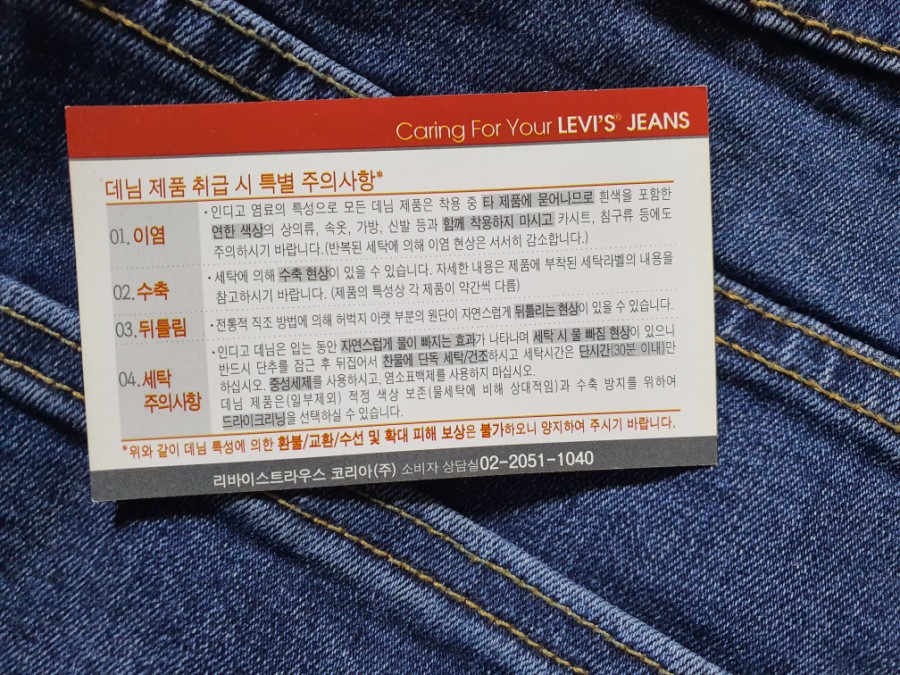 Caring For Your LEVI'S® JEANS
데님 제품 취급 시 특별 주의사항*
01. 이염
· 인디고 염료의 특성으로 모든 데님 제품은 착용 중 타 제품에 묻어나므로 흰색을 포함한
연한 색상의 상의류, 속옷, 가방, 신발 등과 함께 착용하지 마시고 카시트, 침구류 등에도
주의하시기 바랍니다.(반복된 세탁에 의해 이염 현상은 서서히 감소합니다.)
02. 수축
· 세탁에 의해 수축 현상이 있을 수 있습니다. 자세한 내용은 제품에 부착된 세탁라벨의 내용을
참고하시기 바랍니다. (제품의 특성상 각 제품이 약간씩 다름)
03. 뒤틀림
· 전통적 직조 방법에 의해 허벅지 아랫 부분의 원단이 자연스럽게 뒤틀리는 현상이 있을 수 있습니다.
04. 세탁
주의사항
· 인디고 데님은 입는 동안 자연스럽게 물이 빠지는 효과가 나타나며 세탁 시 물 빠짐 현상이 있으니
반드시 단추를 잠근 후 뒤집어서 찬물에 단독 세탁/건조하시고 세탁시간은 단시간(30분 이내)만
하십시오. 중성세제를 사용하시고, 염소표백제를 사용하지 마십시오.
데님 제품은(일부제외) 적정 색상 보존(물세탁에 비해 상대적임)과 수축 방지를 위하여
드라이크리닝을 선택하실 수 있습니다.
*위와 같이 데님 특성에 의한 환불/교환/수선 및 확대 피해 보상은 불가하오니 양지하여 주시기 바랍니다.
리바이스트라우스 코리아(주) 소비자 상담실 02-2051-1040